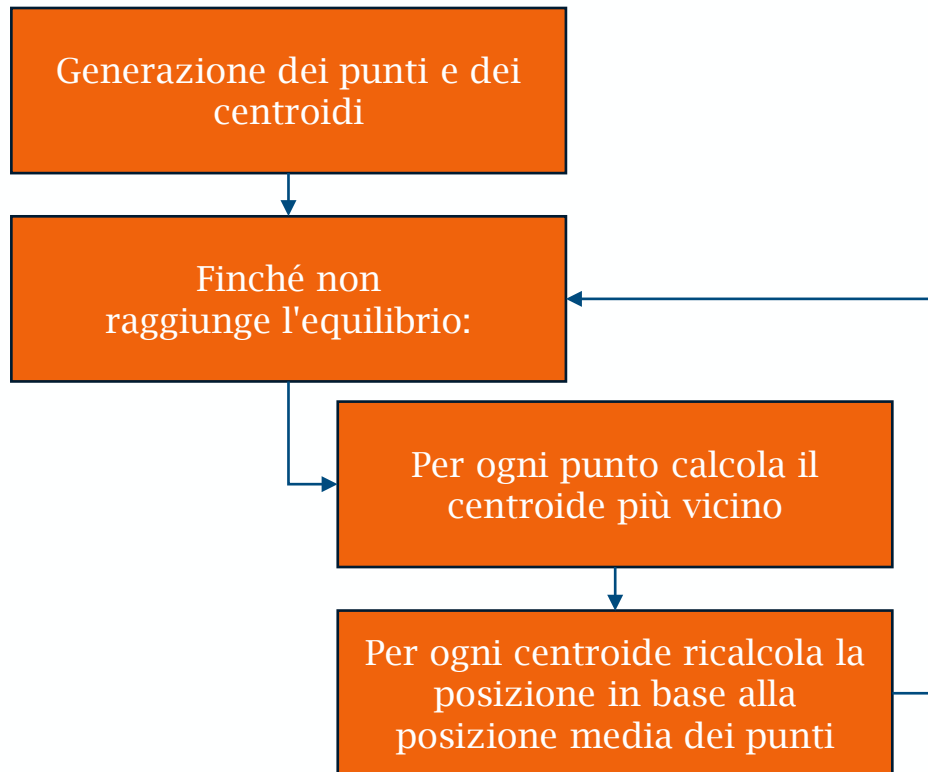 Generazione dei punti e dei
centroidi
Finché non
raggiunge l'equilibrio:
Per ogni punto calcola il
centroide più vicino
Per ogni centroide ricalcola la
posizione in base alla
posizione media dei punti